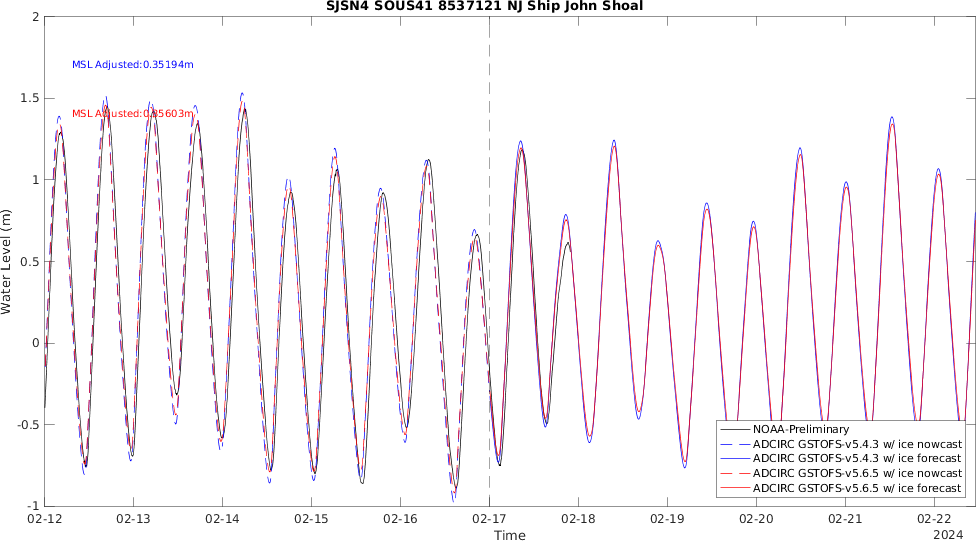 SJSN4 SOUS41 8537121 NJ Ship John Shoal
2
1.5
1
0.5
0
-0.5
-1
Water Level (m)
MSL Adjusted:0.35194m
MSL Adjusted:0.35603m
NOAA-Preliminary
ADCIRC GSTOFS-v5.4.3 w/ ice nowcast
ADCIRC GSTOFS-v5.4.3 w/ ice forecast
ADCIRC GSTOFS-v5.6.5 w/ ice nowcast
ADCIRC GSTOFS-v5.6.5 w/ ice forecast
02-12 02-13 02-14 02-15 02-16 02-17 02-18 02-19 02-20 02-21 02-22
Time
2024